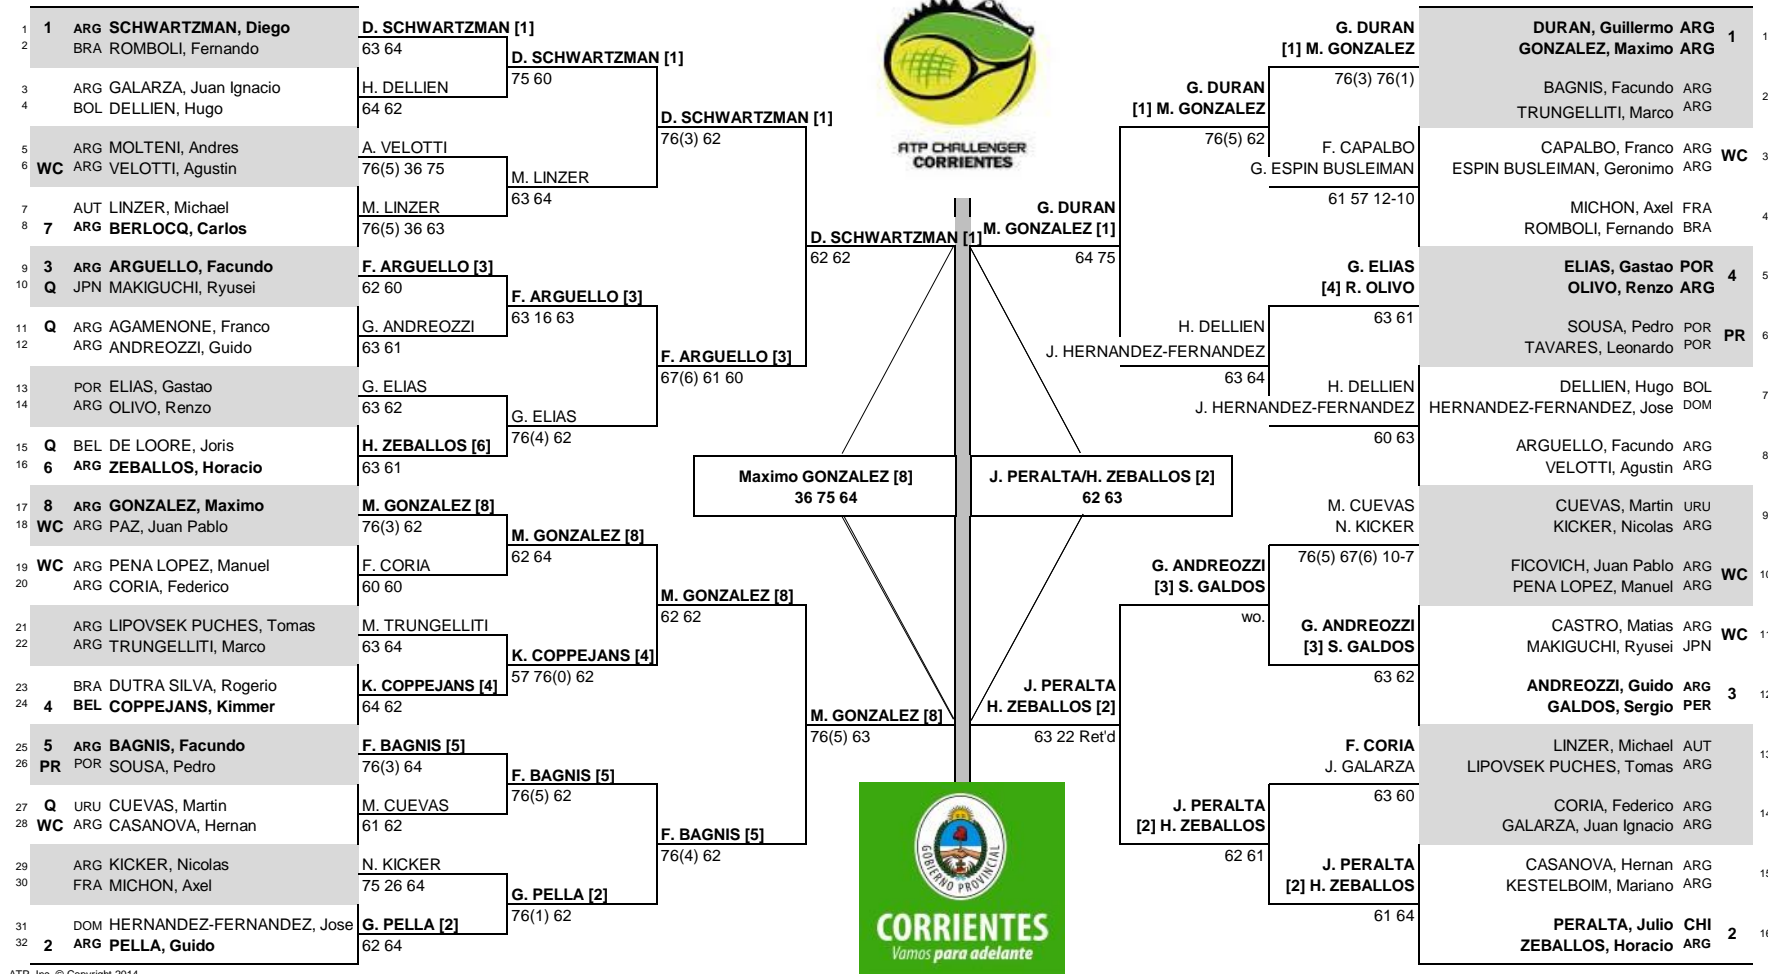 1 1 ARG SCHWARTZMAN, Diego
2 BRA ROMBOLI, Fernando
3 ARG GALARZA, Juan Ignacio
4 BOL DELLIEN, Hugo
5 ARG MOLTENI, Andres
6 WC ARG VELOTTI, Agustin
7 AUT LINZER, Michael
8 7 ARG BERLOCQ, Carlos
9 3 ARG ARGUELLO, Facundo
10 Q JPN MAKIGUCHI, Ryusei
11 Q ARG AGAMENONE, Franco
12 ARG ANDREOZZI, Guido
13 POR ELIAS, Gastao
14 ARG OLIVO, Renzo
15 Q BEL DE LOORE, Joris
16 6 ARG ZEBALLOS, Horacio
17 8 ARG GONZALEZ, Maximo
18 WC ARG PAZ, Juan Pablo
19 WC ARG PENA LOPEZ, Manuel
20 ARG CORIA, Federico
21 ARG LIPOVSEK PUCHES, Tomas
22 ARG TRUNGELLITI, Marco
23 BRA DUTRA SILVA, Rogerio
24 4 BEL COPPEJANS, Kimmer
25 5 ARG BAGNIS, Facundo
26 PR POR SOUSA, Pedro
27 Q URU CUEVAS, Martin
28 WC ARG CASANOVA, Hernan
29 ARG KICKER, Nicolas
30 FRA MICHON, Axel
31 DOM HERNANDEZ-FERNANDEZ, Jose
32 2 ARG PELLA, Guido
D. SCHWARTZMAN [1]
63 64
H. DELLIEN
64 62
A. VELOTTI
76(5) 36 75
M. LINZER
76(5) 36 63
F. ARGUELLO [3]
62 60
G. ANDREOZZI
63 61
G. ELIAS
63 62
H. ZEBALLOS [6]
63 61
M. GONZALEZ [8]
76(3) 62
F. CORIA
60 60
M. TRUNGELLITI
63 64
K. COPPEJANS [4]
64 62
F. BAGNIS [5]
76(3) 64
M. CUEVAS
61 62
N. KICKER
75 26 64
G. PELLA [2]
62 64
D. SCHWARTZMAN [1]
75 60
M. LINZER
63 64
F. ARGUELLO [3]
63 16 63
G. ELIAS
76(4) 62
M. GONZALEZ [8]
62 64
K. COPPEJANS [4]
57 76(0) 62
F. BAGNIS [5]
76(5) 62
G. PELLA [2]
76(1) 62
D. SCHWARTZMAN [1]
76(3) 62
F. ARGUELLO [3]
67(6) 61 60
M. GONZALEZ [8]
62 62
F. BAGNIS [5]
76(4) 62
D. SCHWARTZMAN [1]
62 62
M. GONZALEZ [8]
76(5) 63
Maximo GONZALEZ [8]
36 75 64
ATP CHALLENGER
CORRIENTES
J. PERALTA/H. ZEBALLOS [2]
62 63
G. DURAN
M. GONZALEZ [1]
64 75
J. PERALTA
H. ZEBALLOS [2]
63 22 Ret'd
G. DURAN
[1] M. GONZALEZ
76(5) 62
H. DELLIEN
J. HERNANDEZ-FERNANDEZ
63 64
G. ANDREOZZI
[3] S. GALDOS
wo.
J. PERALTA
[2] H. ZEBALLOS
62 61
G. DURAN
[1] M. GONZALEZ
76(3) 76(1)
F. CAPALBO
G. ESPIN BUSLEIMAN
61 57 12-10
G. ELIAS
[4] R. OLIVO
63 61
H. DELLIEN
J. HERNANDEZ-FERNANDEZ
60 63
M. CUEVAS
N. KICKER
76(5) 67(6) 10-7
G. ANDREOZZI
[3] S. GALDOS
63 62
F. CORIA
J. GALARZA
63 60
J. PERALTA
[2] H. ZEBALLOS
61 64
DURAN, Guillermo ARG 1 1
GONZALEZ, Maximo ARG
BAGNIS, Facundo ARG 2
TRUNGELLITI, Marco ARG
CAPALBO, Franco ARG WC 3
ESPIN BUSLEIMAN, Geronimo ARG
MICHON, Axel FRA 4
ROMBOLI, Fernando BRA
ELIAS, Gastao POR 4 5
OLIVO, Renzo ARG
SOUSA, Pedro POR PR 6
TAVARES, Leonardo POR
DELLIEN, Hugo BOL 7
HERNANDEZ-FERNANDEZ, Jose DOM
ARGUELLO, Facundo ARG 8
VELOTTI, Agustin ARG
CUEVAS, Martin URU 9
KICKER, Nicolas ARG
FICOVICH, Juan Pablo ARG WC 10
PENA LOPEZ, Manuel ARG
CASTRO, Matias ARG WC 11
MAKIGUCHI, Ryusei JPN
ANDREOZZI, Guido ARG 3 12
GALDOS, Sergio PER
LINZER, Michael AUT 13
LIPOVSEK PUCHES, Tomas ARG
CORIA, Federico ARG 14
GALARZA, Juan Ignacio ARG
CASANOVA, Hernan ARG 15
KESTELBOIM, Mariano ARG
PERALTA, Julio CHI 2 16
ZEBALLOS, Horacio ARG
GOBIERNO PROVINCIAL
CORRIENTES
Vamos para adelante
ATP, Inc. © Copyright 2014